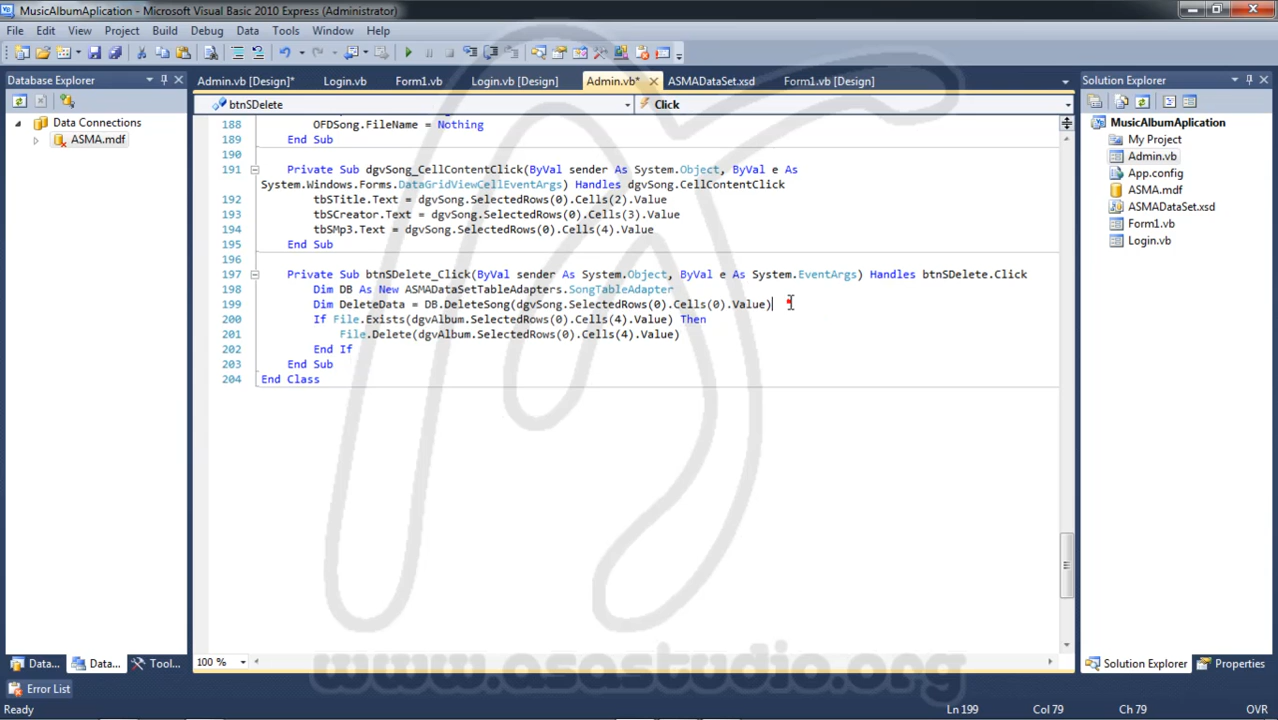 MusicAlbumAplication - Microsoft Visual Basic 2010 Express (Administrator)
File Edit View Project Build Debug Data Tools Window Help
Database Explorer
Data Connections
ASMA.mdf
Admin.vb [Design]* Login.vb Form1.vb Login.vb [Design] Admin.vb* ASMADataSet.xsd Form1.vb [Design]
btnSDelete Click
188 OFDSong.FileName = Nothing
189 End Sub
190
191 Private Sub dgvSong_CellContentClick(ByVal sender As System.Object, ByVal e As
System.Windows.Forms.DataGridViewCellEventArgs) Handles dgvSong.CellContentClick
192 tbSTitle.Text = dgvSong.SelectedRows(0).Cells(2).Value
193 tbSCreator.Text = dgvSong.SelectedRows(0).Cells(3).Value
194 tbSMp3.Text = dgvSong.SelectedRows(0).Cells(4).Value
195 End Sub
196
197 Private Sub btnSDelete_Click(ByVal sender As System.Object, ByVal e As System.EventArgs) Handles btnSDelete.Click
198 Dim DB As New ASMADataSetTableAdapters.SongTableAdapter
199 Dim DeleteData = DB.DeleteSong(dgvSong.SelectedRows(0).Cells(0).Value)
200 If File.Exists(dgvAlbum.SelectedRows(0).Cells(4).Value) Then
201 File.Delete(dgvAlbum.SelectedRows(0).Cells(4).Value)
202 End If
203 End Sub
204 End Class
100 %
Solution Explorer
MusicAlbumAplication
My Project
Admin.vb
App.config
ASMA.mdf
ASMADataSet.xsd
Form1.vb
Login.vb
Data... Data... Tool...
Solution Explorer Properties
Error List
www.asastudio.org
Ln 199 Col 79 Ch 79 OVR